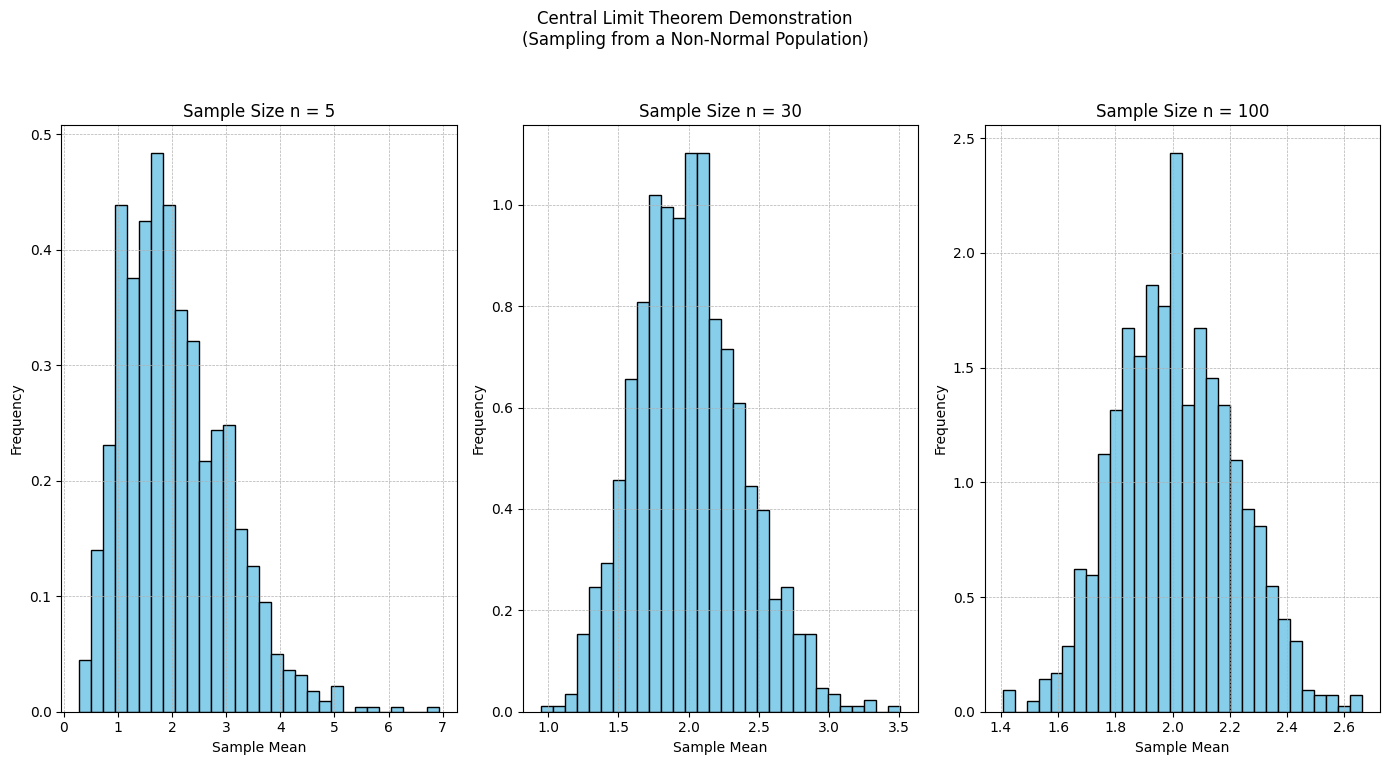 Central Limit Theorem Demonstration
(Sampling from a Non-Normal Population)
Sample Size n = 5
0.5
0.4
0.3
0.2
0.1
0.0
Frequency
0 1 2 3 4 5 6 7
Sample Mean
Sample Size n = 30
1.0
0.8
0.6
0.4
0.2
0.0
Frequency
1.0 1.5 2.0 2.5 3.0 3.5
Sample Mean
Sample Size n = 100
2.5
2.0
1.5
1.0
0.5
0.0
Frequency
1.4 1.6 1.8 2.0 2.2 2.4 2.6
Sample Mean